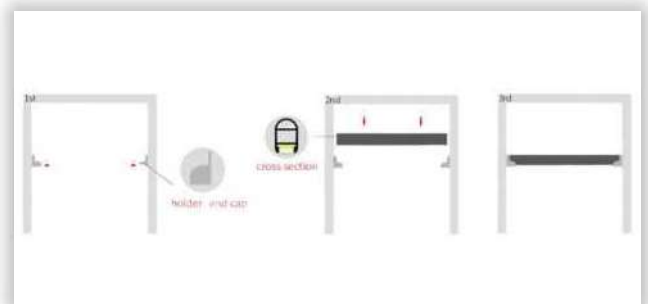 1st
2nd
3rd
cross section
holder end cap